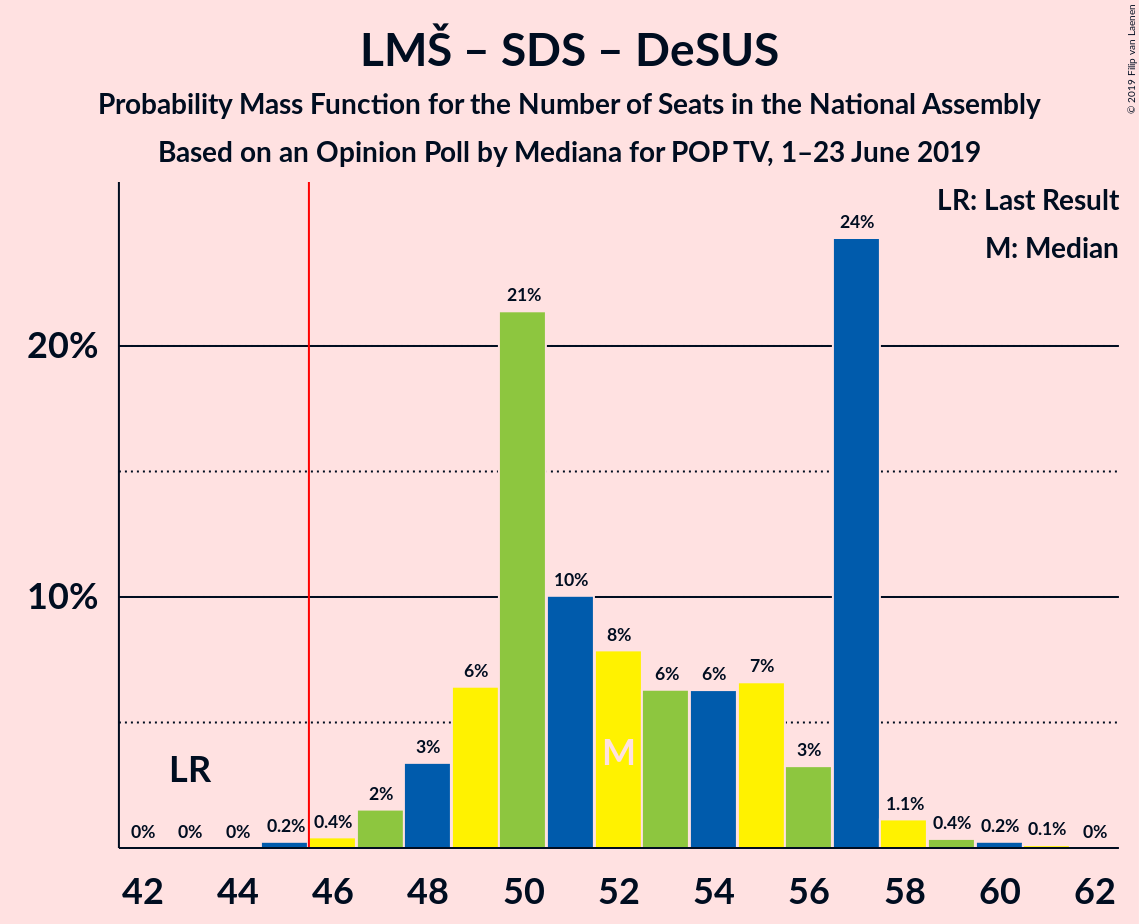 LMŠ – SDS – DeSUS
Probability Mass Function for the Number of Seats in the National Assembly
Based on an Opinion Poll by Mediana for POP TV, 1–23 June 2019
© 2019 Filip van Laenen
LR: Last Result
M: Median
20%
10%
LR
M
0%
0%
0%
0.2%
0.4%
2%
3%
6%
21%
10%
8%
6%
6%
7%
3%
24%
1.1%
0.4%
0.2%
0.1%
0%
42 44 46 48 50 52 54 56 58 60 62